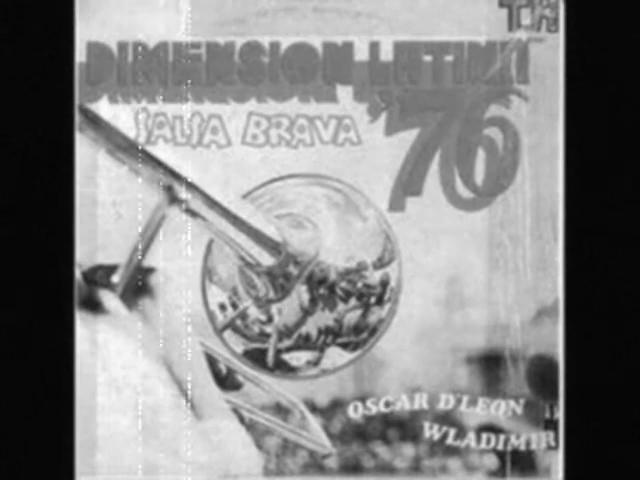 TH
DIMENSION LATINA
SALSA BRAVA
'76
OSCAR D'LEON
WLADIMIR